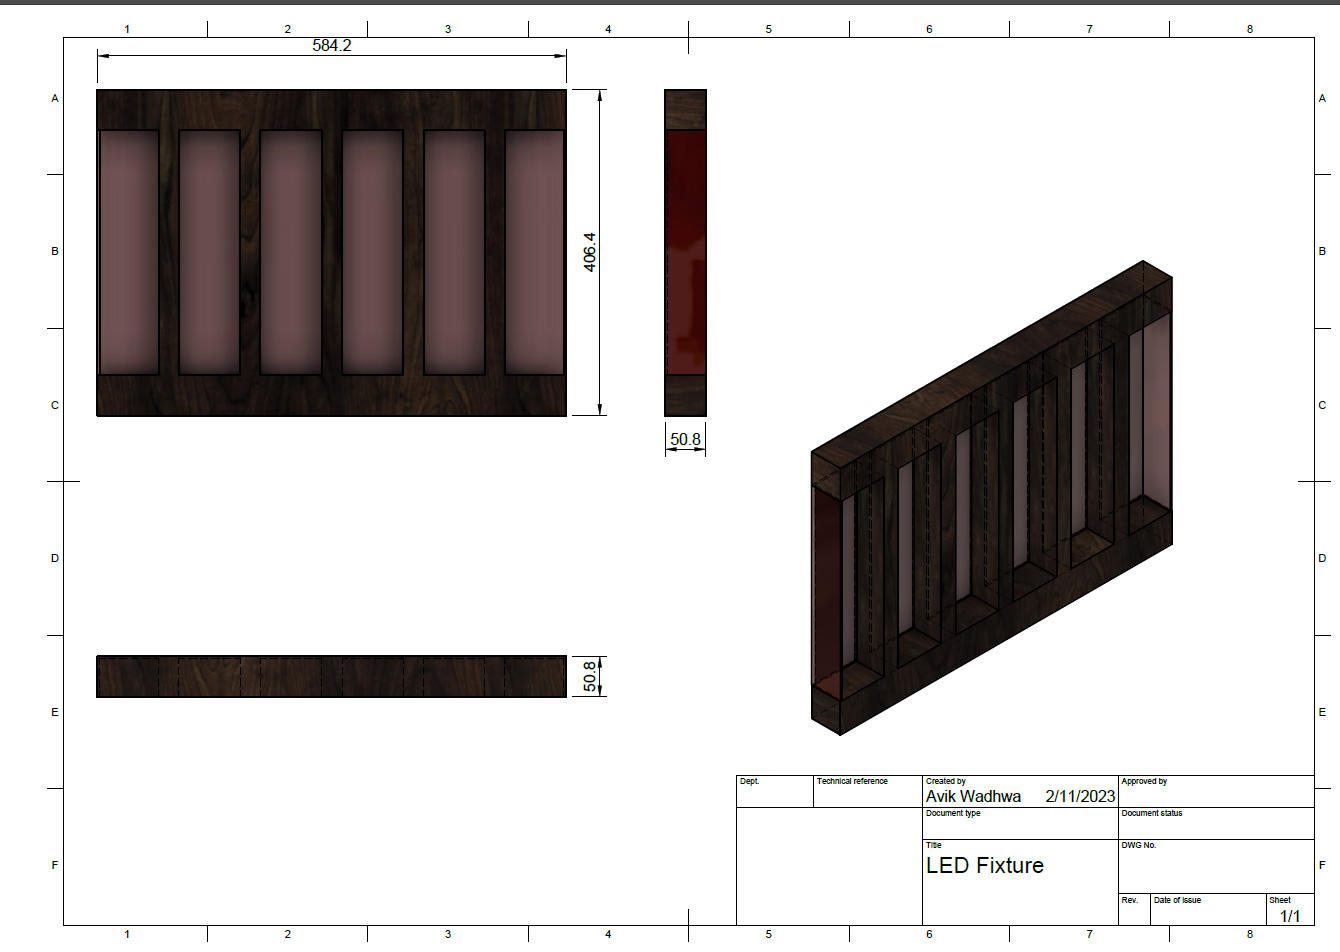 1 2 3 4 5 6 7 8
584.2
A A
406.4
B B
50.8
C C
D D
50.8
E E
Dept. Technical reference Created by Approved by
Avik Wadhwa 2/11/2023
Document type Document status
Title DWG No.
LED Fixture
F F
Rev. Date of issue Sheet
1/1
1 2 3 4 5 6 7 8